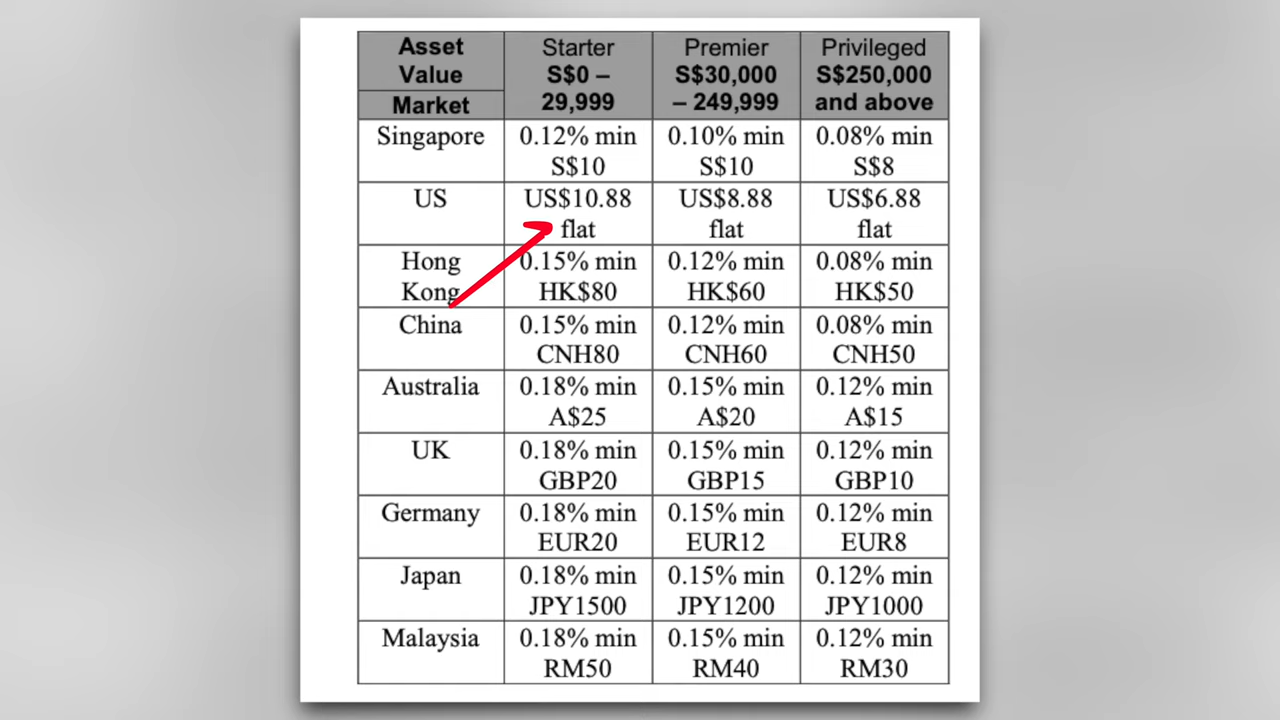 Asset
Value
Market
Starter
S$0 –
29,999
Premier
S$30,000
– 249,999
Privileged
S$250,000
and above
Singapore
0.12% min
S$10
0.10% min
S$10
0.08% min
S$8
US
US$10.88
flat
US$8.88
flat
US$6.88
flat
Hong
Kong
0.15% min
HK$80
0.12% min
HK$60
0.08% min
HK$50
China
0.15% min
CNH80
0.12% min
CNH60
0.08% min
CNH50
Australia
0.18% min
A$25
0.15% min
A$20
0.12% min
A$15
UK
0.18% min
GBP20
0.15% min
GBP15
0.12% min
GBP10
Germany
0.18% min
EUR20
0.15% min
EUR12
0.12% min
EUR8
Japan
0.18% min
JPY1500
0.15% min
JPY1200
0.12% min
JPY1000
Malaysia
0.18% min
RM50
0.15% min
RM40
0.12% min
RM30